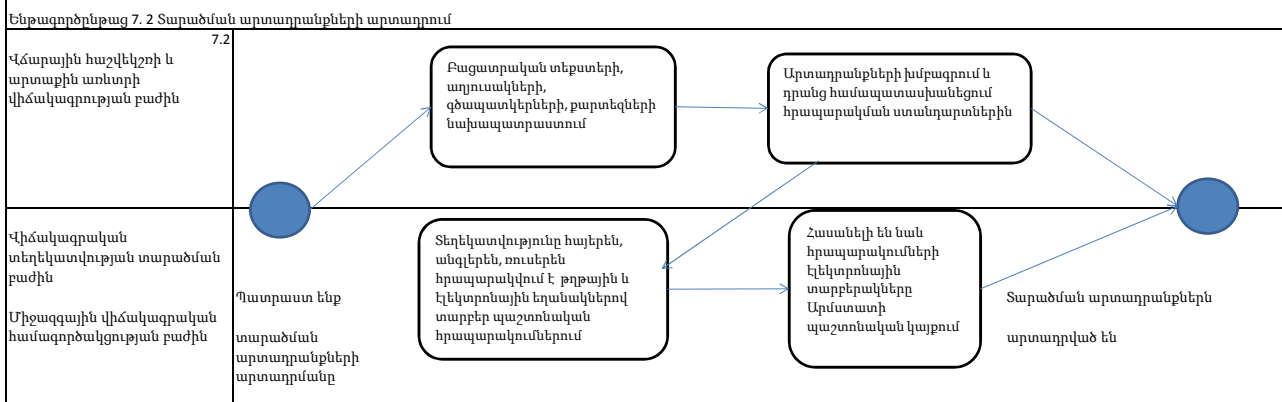 Ենթագործընթաց 7. 2 Տարածման արտադրանքների արտադրում
7.2
Վճարային հաշվեկշռի և
արտաքին առևտրի
վիճակագրության բաժին
Բացատրական տեքստերի,
աղյուսակների,
գծապատկերների, քարտեզների
նախապատրաստում
Արտադրանքների խմբագրում և
դրանց համապատասխանեցում
հրապարակման ստանդարտներին
Վիճակագրական
տեղեկատվության տարածման
բաժին
Միջազգային վիճակագրական
համագործակցության բաժին
Պատրաստ ենք
տարածման
արտադրանքների
արտադրմանը
Տեղեկատվությունը հայերեն,
անգլերեն, ռուսերեն
հրապարակվում է թղթային և
էլեկտրոնային եղանակներով
տարբեր պաշտոնական
հրապարակումներում
Հասանելի են նաև
հրապարակումների
էլեկտրոնային
տարբերակները
Արմստատի
պաշտոնական կայքում
Տարածման արտադրանքներն
արտադրված են